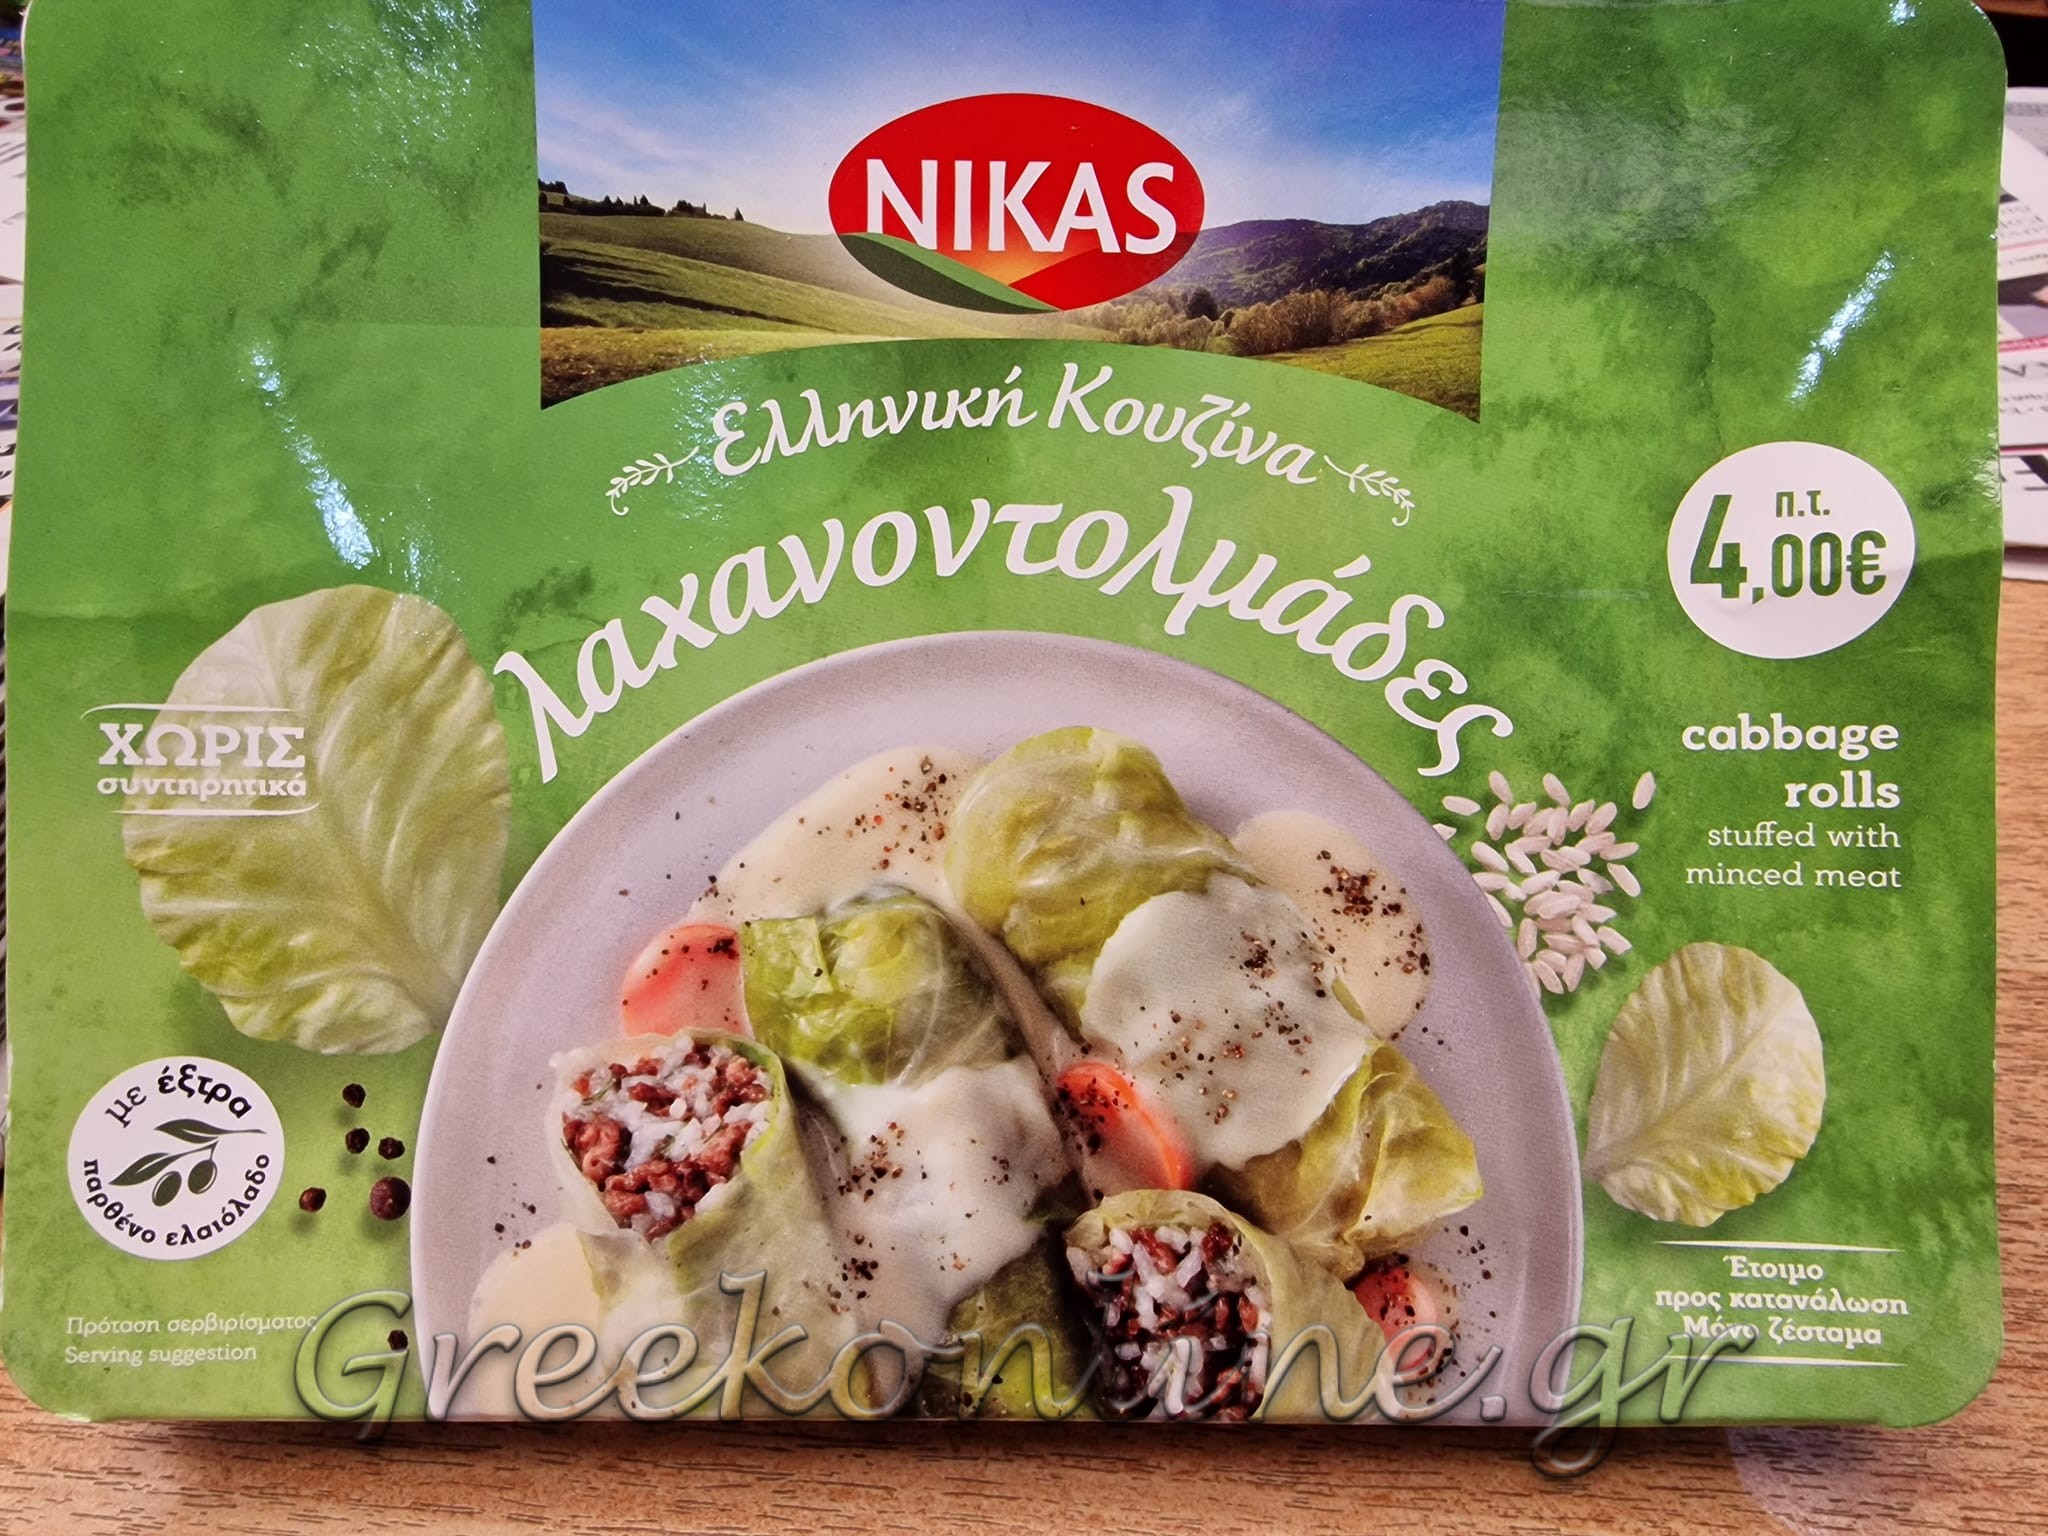 NIKAS
Ελληνική Κουζίνα
λαχανοντολμάδες
π.τ.
4,00€
cabbage
rolls
stuffed with
minced meat
ΧΩΡΙΣ
συντηρητικά
με έξτρα
παρθένο ελαιόλαδο
Έτοιμο
προς κατανάλωση
Μόνο ζέσταμα
Πρόταση σερβιρίσματος
Serving suggestion
Greekonline.gr